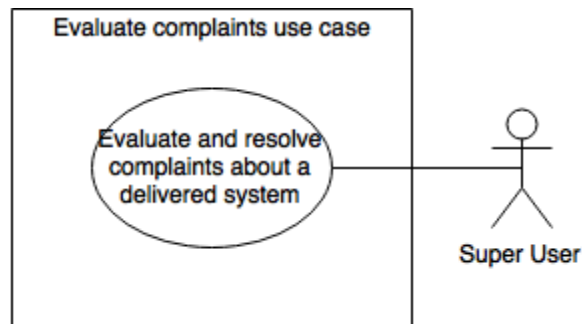 Evaluate complaints use case
Evaluate and resolve
complaints about a
delivered system
Super User